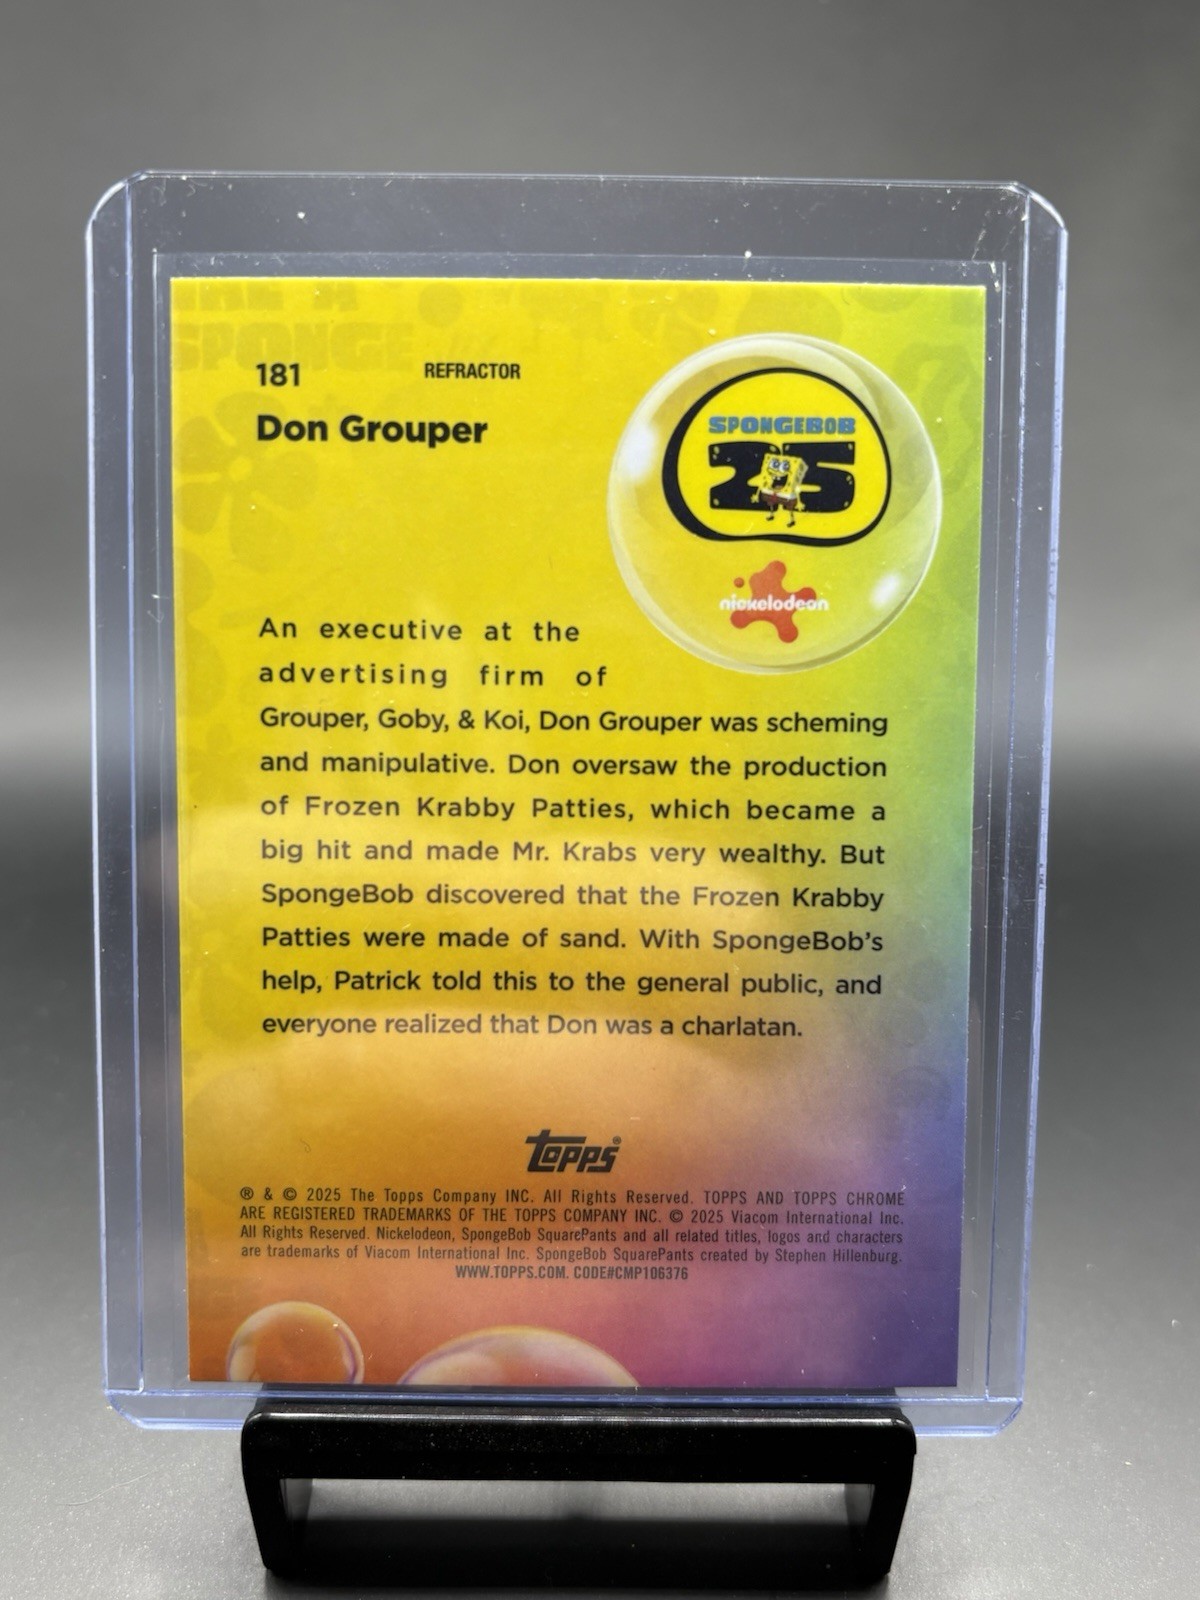 KE A
SPONGE
181 REFRACTOR
Don Grouper
SPONGEBOB
25
nickelodeon
An executive at the
advertising firm of
Grouper, Goby, & Koi, Don Grouper was scheming
and manipulative. Don oversaw the production
of Frozen Krabby Patties, which became a
big hit and made Mr. Krabs very wealthy. But
SpongeBob discovered that the Frozen Krabby
Patties were made of sand. With SpongeBob’s
help, Patrick told this to the general public, and
everyone realized that Don was a charlatan.
topps®
® & © 2025 The Topps Company INC. All Rights Reserved. TOPPS AND TOPPS CHROME
ARE REGISTERED TRADEMARKS OF THE TOPPS COMPANY INC. © 2025 Viacom International Inc.
All Rights Reserved. Nickelodeon, SpongeBob SquarePants and all related titles, logos and characters
are trademarks of Viacom International Inc. SpongeBob SquarePants created by Stephen Hillenburg.
WWW.TOPPS.COM. CODE#CMP106376